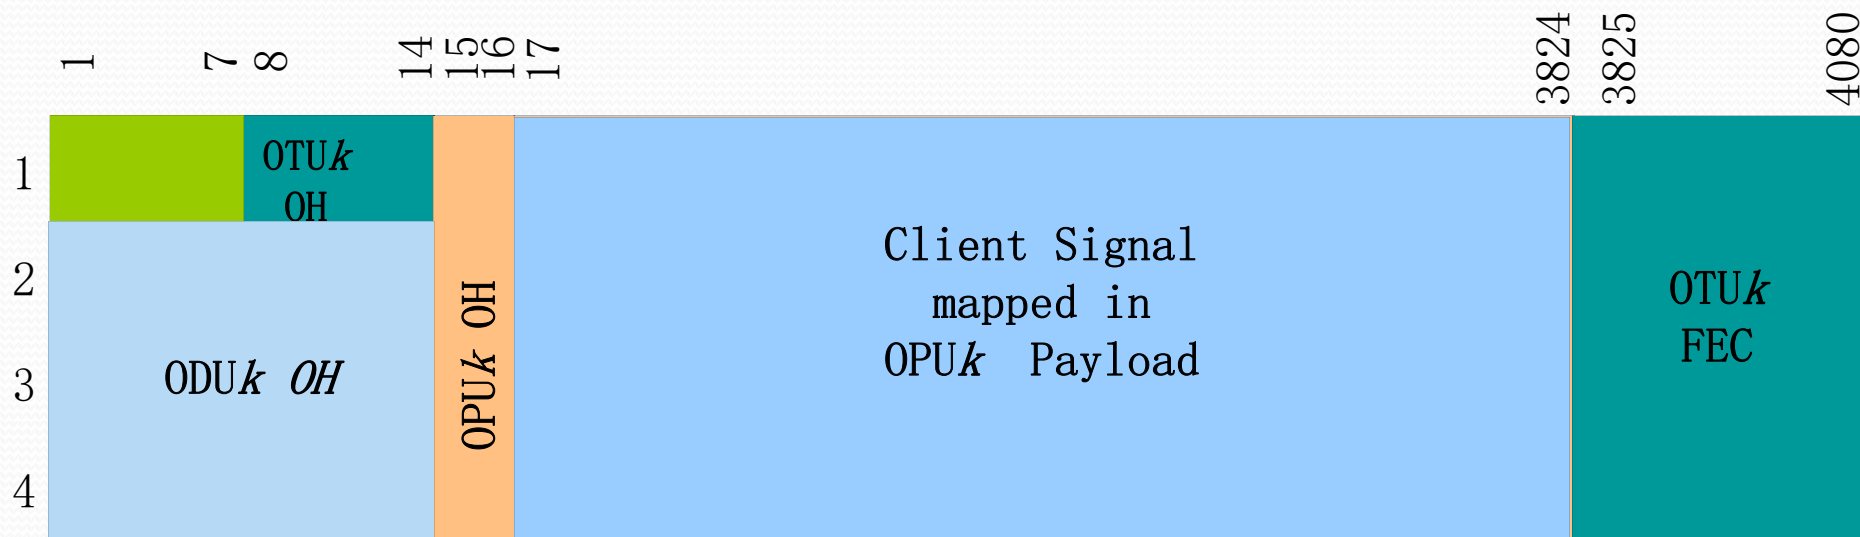 1 7 8 14 15 16 17 3824 3825 4080
1
OTUk
OH
2
3
4
ODUk OH
OPUk OH
Client Signal
mapped in
OPUk Payload
OTUk
FEC